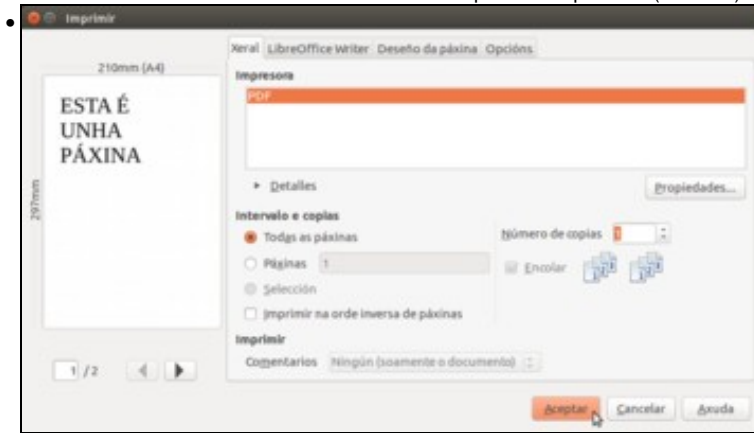 Imprimir
Xeral LibreOffice Writer Deseño da páxina Opcións
210mm (A4)
297mm
ESTA É
UNHA
PÁXINA
1 /2
Impresora
PDF
Detalles
Propiedades...
Intervalo e copias
Todas as páxinas
Páginas 1
Selección
Imprimir na orde inversa de páxinas
Número de copias 1
Encolar
Imprimir
Comentarios Ningún (soamente o documento)
Aceptar Cancelar Axuda